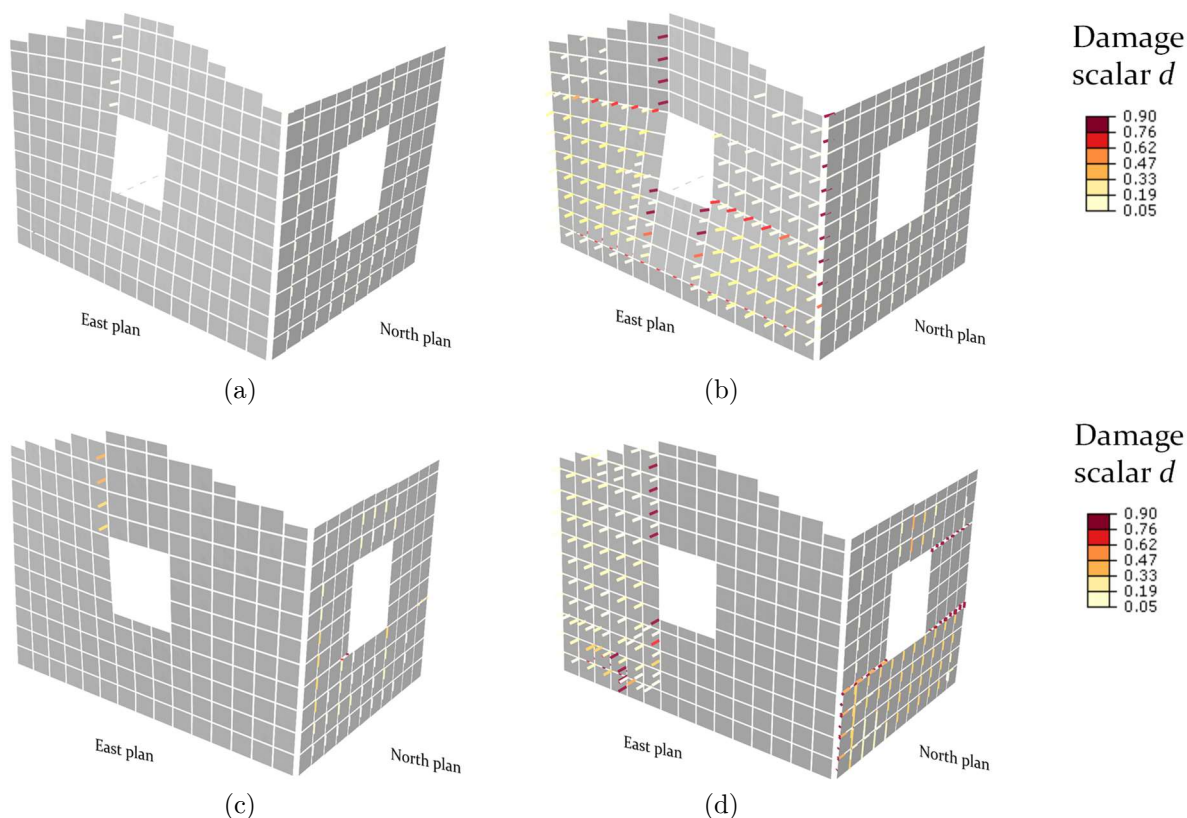 Damage
scalar d
0.90
0.76
0.62
0.47
0.33
0.19
0.05
East plan
North plan
(a)
East plan
North plan
(b)
Damage
scalar d
0.90
0.76
0.62
0.47
0.33
0.19
0.05
East plan
North plan
(c)
East plan
North plan
(d)